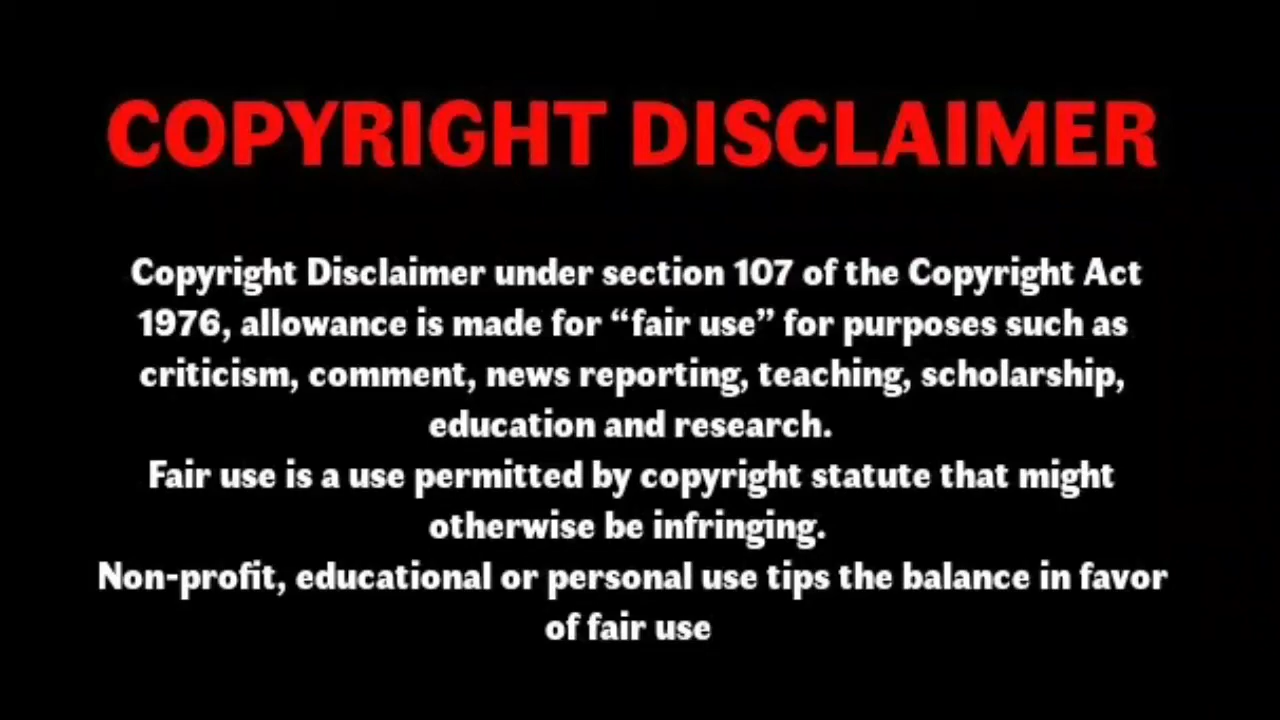 COPYRIGHT DISCLAIMER
Copyright Disclaimer under section 107 of the Copyright Act
1976, allowance is made for “fair use” for purposes such as
criticism, comment, news reporting, teaching, scholarship,
education and research.
Fair use is a use permitted by copyright statute that might
otherwise be infringing.
Non-profit, educational or personal use tips the balance in favor
of fair use